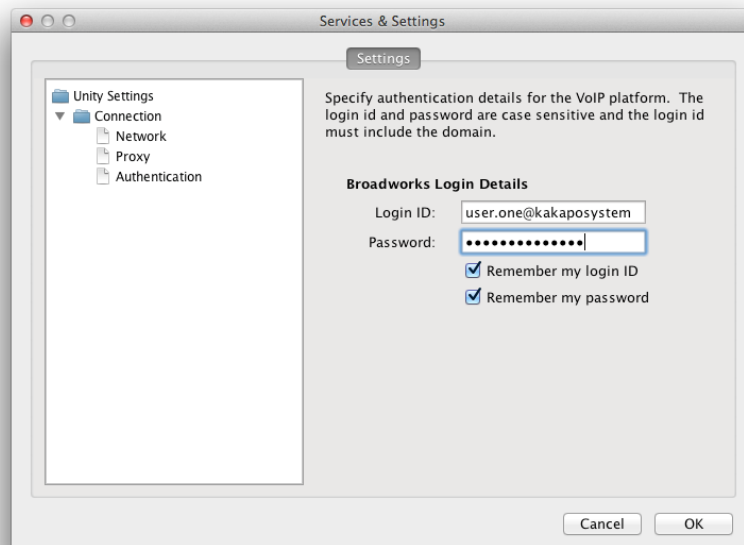 Services & Settings
Settings
Unity Settings
Connection
Network
Proxy
Authentication
Specify authentication details for the VoIP platform.  The
login id and password are case sensitive and the login id
must include the domain.
Broadworks Login Details
Login ID: user.one@kakaposystem
Password: ••••••••••••••
Remember my login ID
Remember my password
Cancel OK